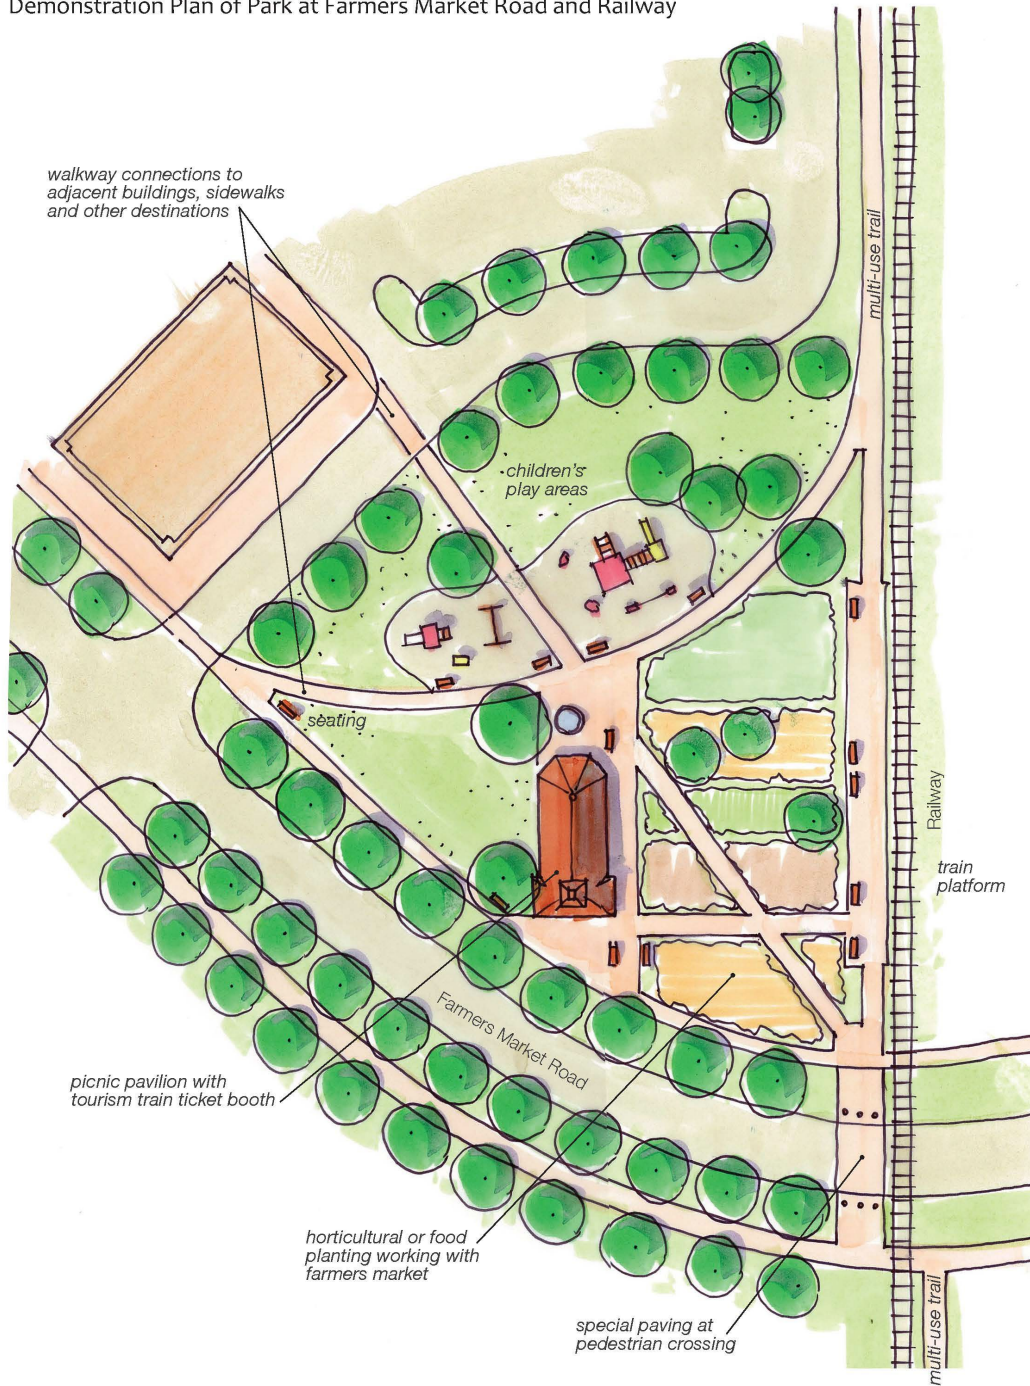 Demonstration Plan of Park at Farmers Market Road and Railway
walkway connections to
adjacent buildings, sidewalks
and other destinations
multi-use trail
children's
play areas
seating
Railway
train
platform
Farmers Market Road
picnic pavilion with
tourism train ticket booth
horticultural or food
planting working with
farmers market
special paving at
pedestrian crossing
multi-use trail